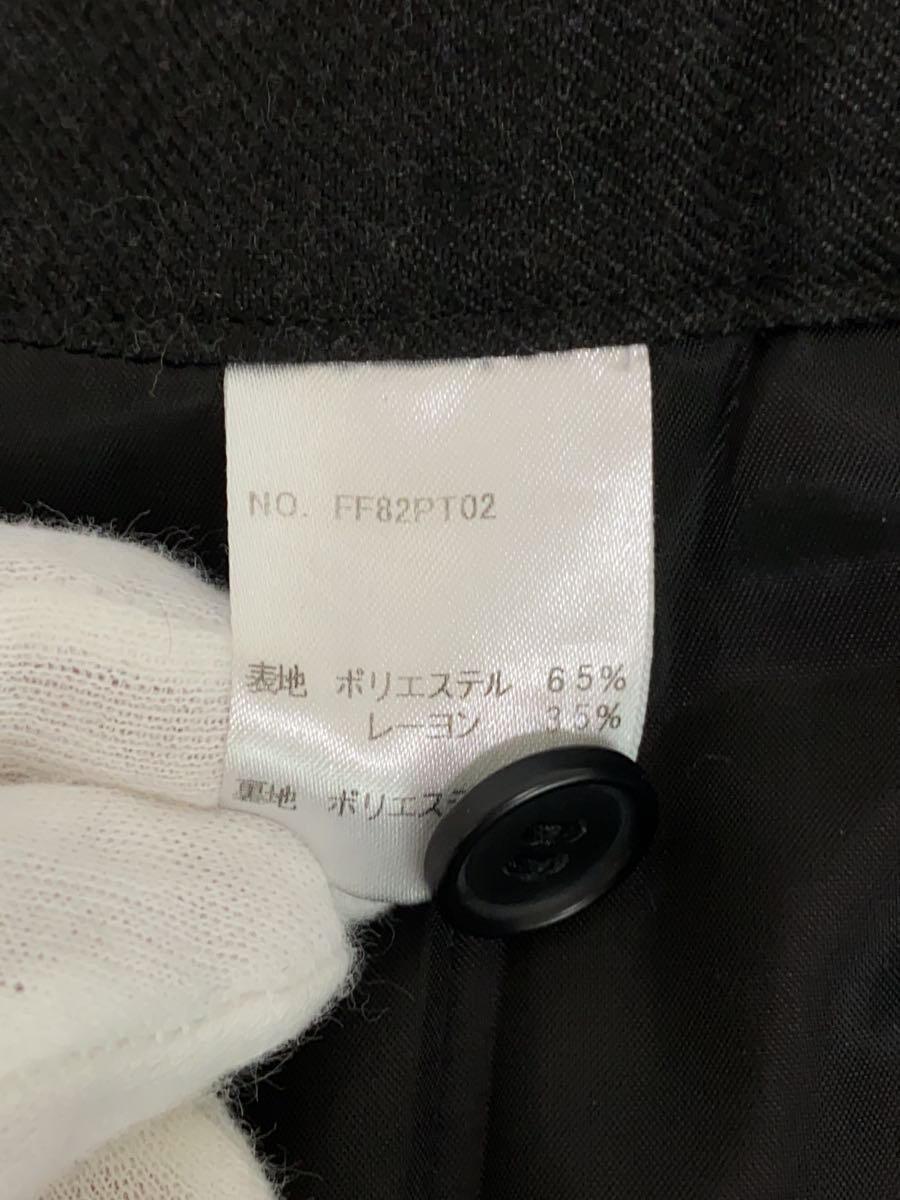 NO. FF82PT02
表地 ポリエステル 65%
レーヨン 35%
裏地 ポリエステ